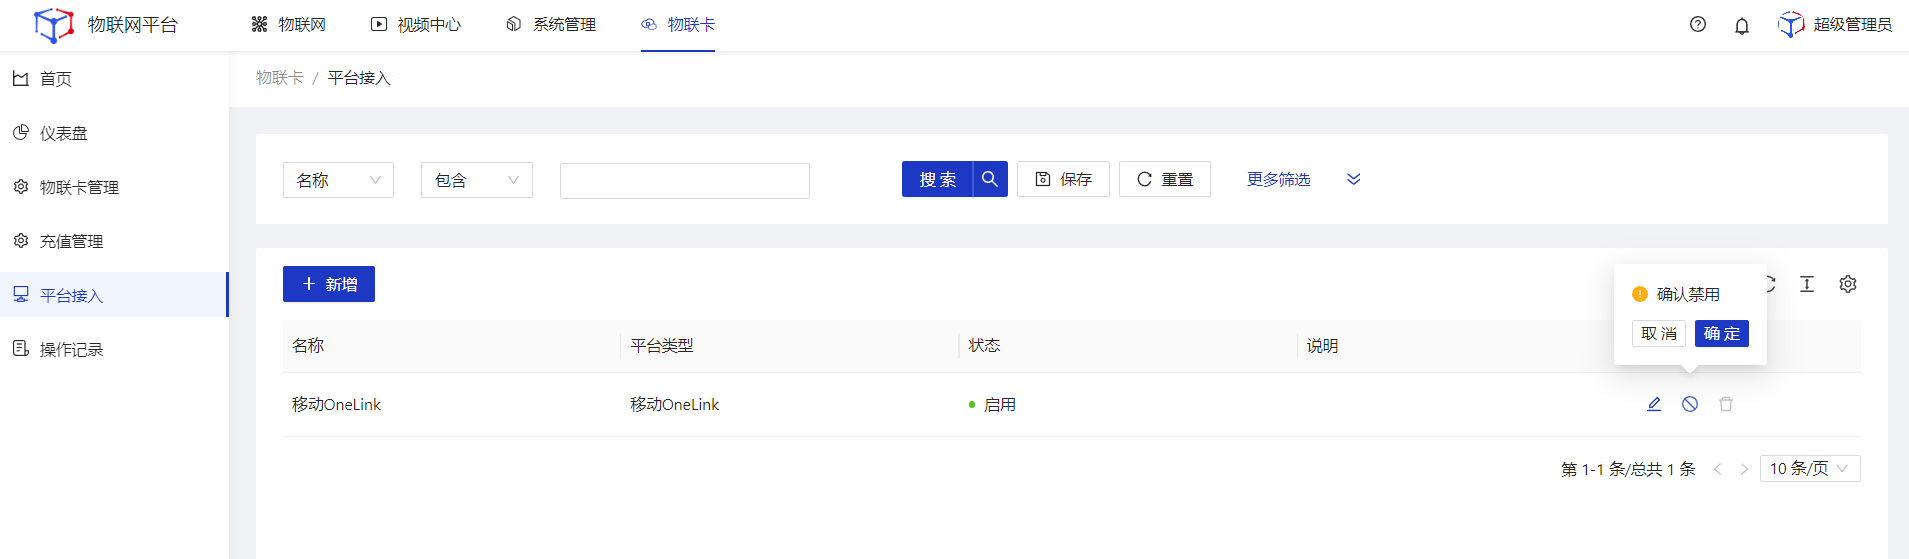 物联网平台
物联网
视频中心
系统管理
物联卡
超级管理员
首页
仪表盘
物联卡管理
充值管理
平台接入
操作记录
物联卡 / 平台接入
名称
包含
搜 索
保存
重置
更多筛选
新增
确认禁用
取 消
确 定
名称
平台类型
状态
说明
移动OneLink
移动OneLink
启用
第 1-1 条/总共 1 条
10 条/页